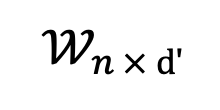 𝒲n × d'